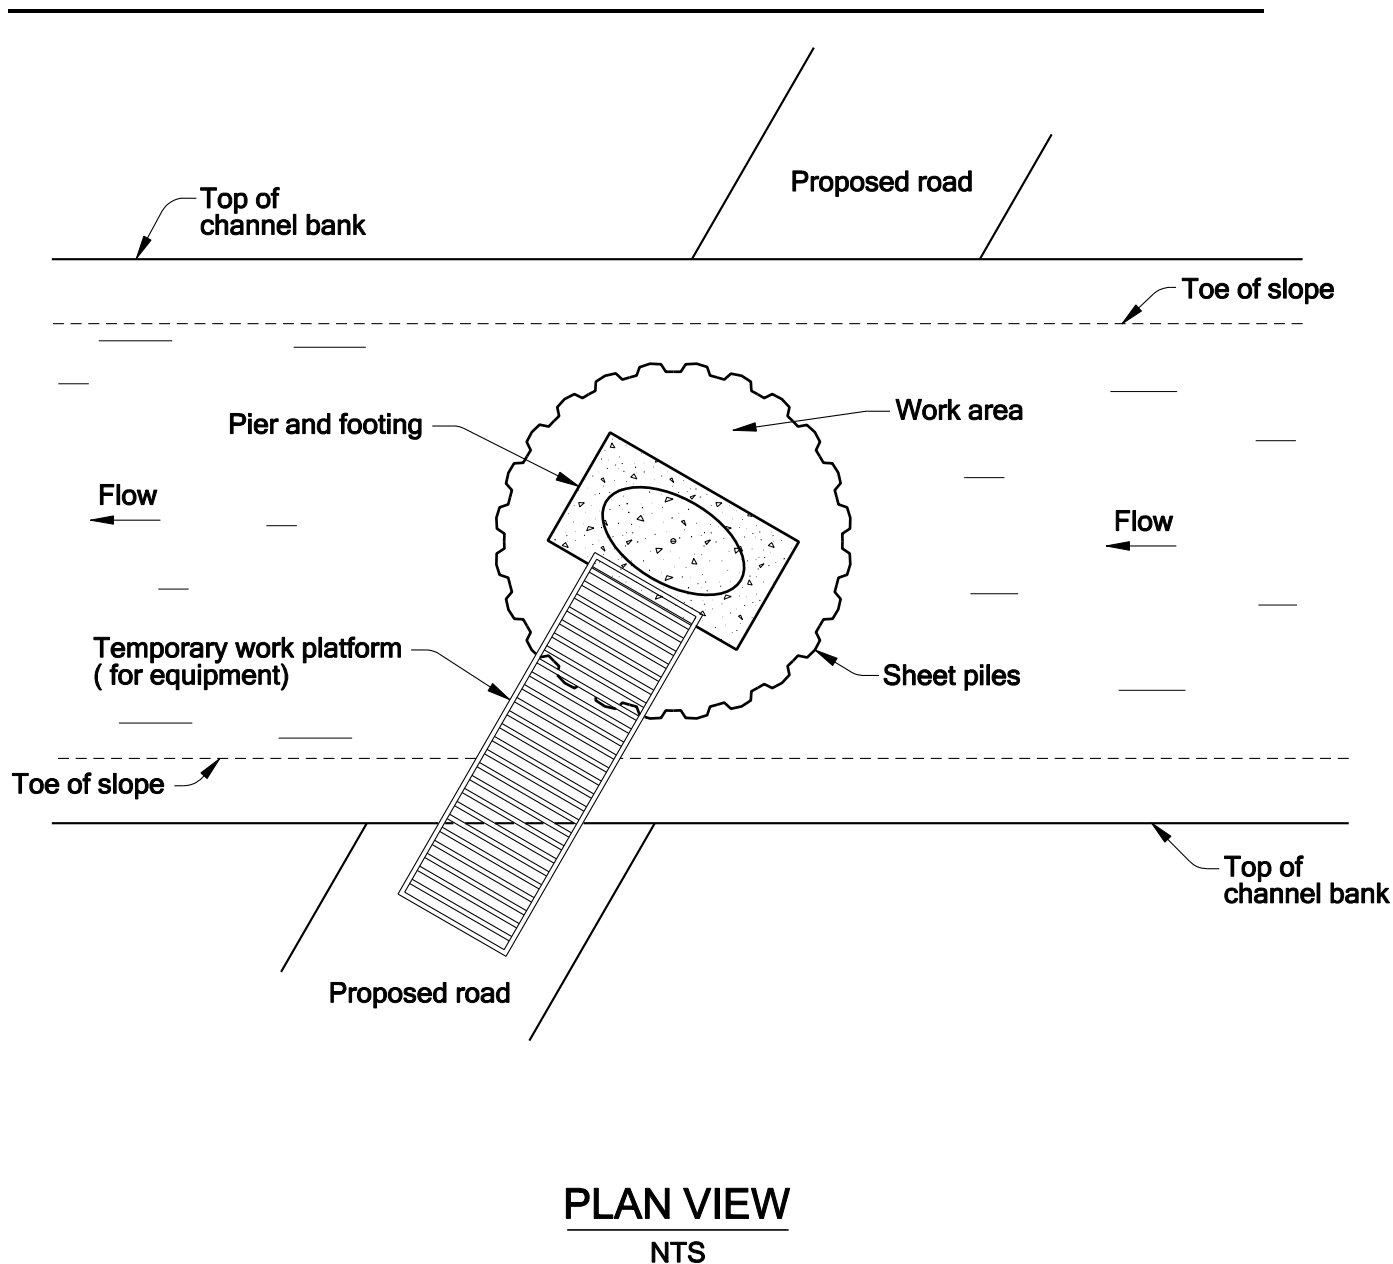 Proposed road
Top of
channel bank
Toe of slope
Work area
Pier and footing
Flow
Flow
Temporary work platform
( for equipment)
Sheet piles
Toe of slope
Top of
channel bank
Proposed road
PLAN VIEW
NTS